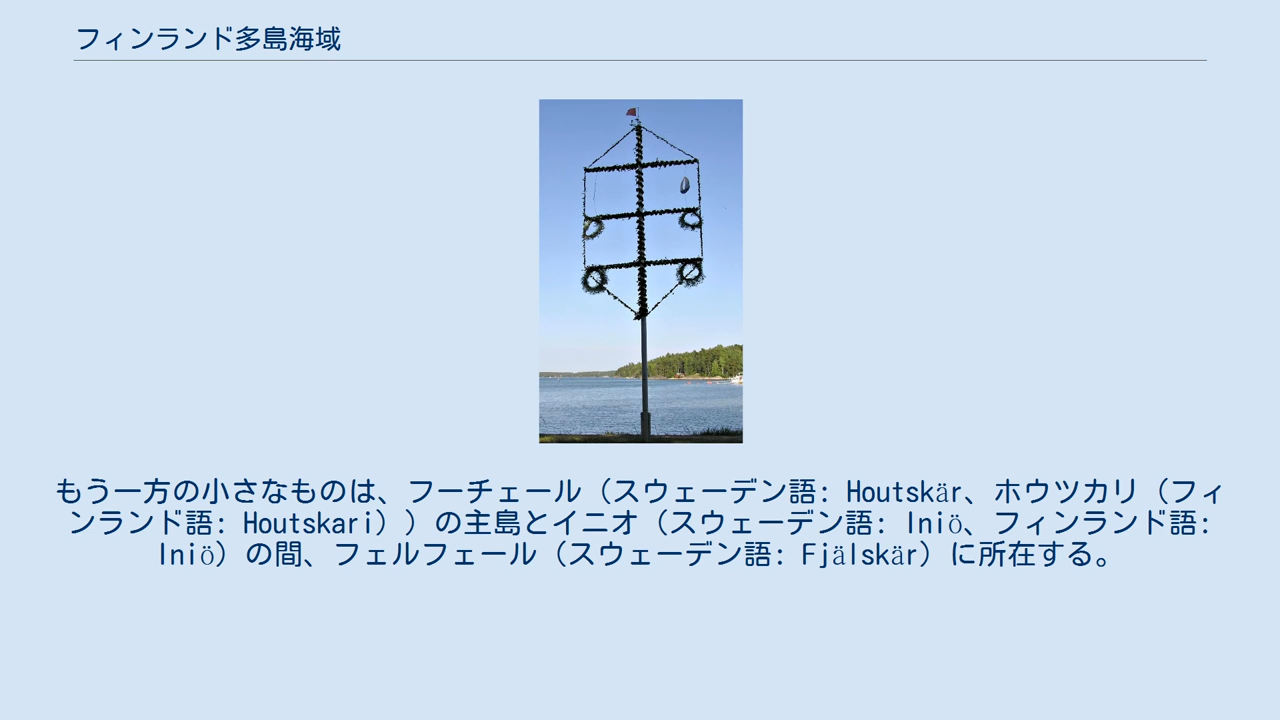 フィンランド多島海域
もう一方の小さなものは、フーチェール（スウェーデン語: Houtskär、ホウツカリ（フィ
ンランド語: Houtskari））の主島とイニオ（スウェーデン語: Iniö、フィンランド語:
Iniö）の間、フェルフェール（スウェーデン語: Fjälskär）に所在する。